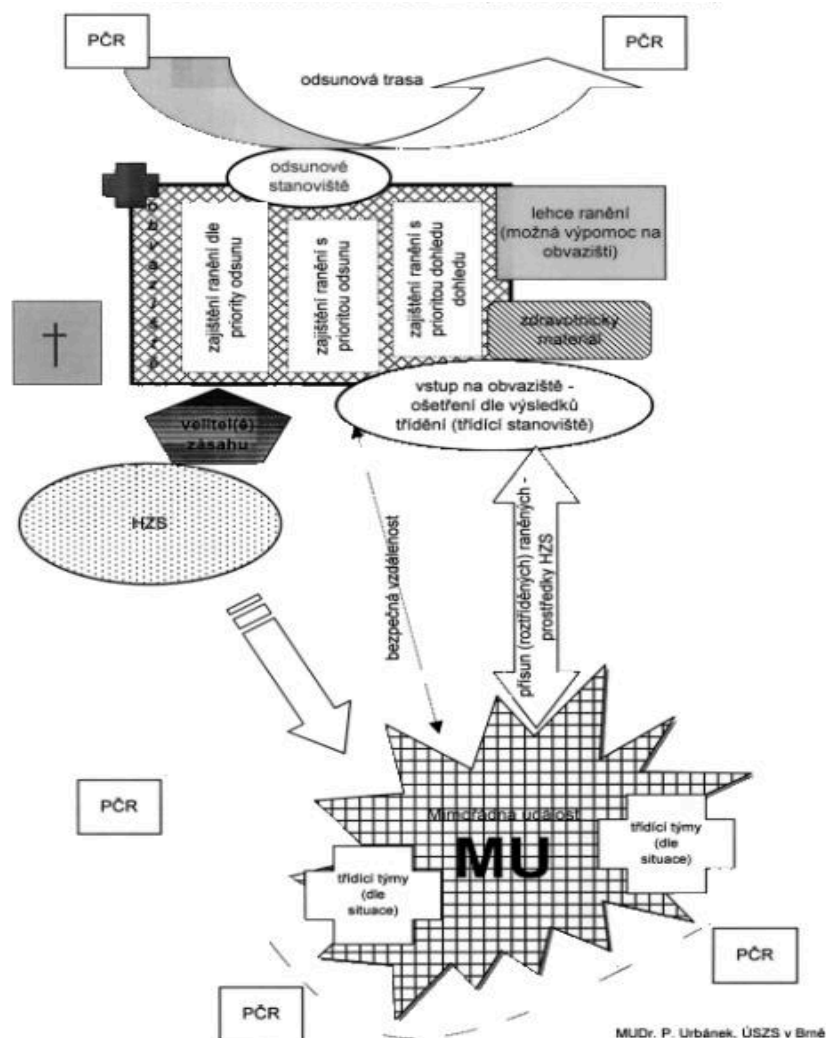 PČR
PČR
odsunová trasa
odsunové
stanoviště
obvaziště
zajištění ranění dle
priority odsunu
zajištění ranění s
prioritou odsunu
zajištění ranění s
prioritou dohledu
dohledu
lehce ranění
(možná výpomoc na
obvazišti)
zdravotnický
materiál
vstup na obvaziště -
ošetření dle výsledků
třídění (třídící stanoviště)
velitel(é)
zásahu
HZS
bezpečná vzdálenost
přísun (roztříděných) raněných -
prostředky HZS
PČR
Mimořádná událost
MU
třídící týmy
(dle
situace)
třídící týmy
(dle
situace)
PČR
PČR
MUDr. P. Urbánek, ÚSZS v Brně